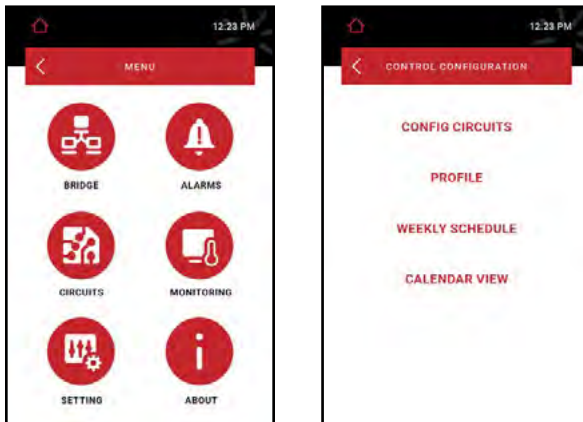 12:23 PM
MENU
BRIDGE
ALARMS
CIRCUITS
MONITORING
SETTING
ABOUT
12:23 PM
CONTROL CONFIGURATION
CONFIG CIRCUITS
PROFILE
WEEKLY SCHEDULE
CALENDAR VIEW